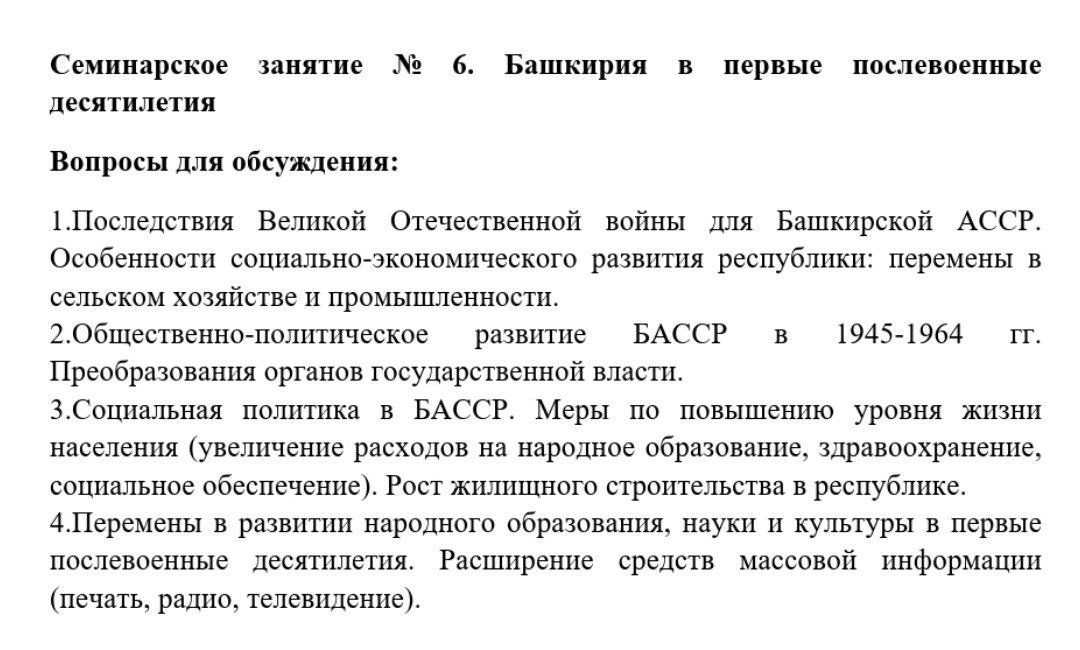 Семинарское занятие № 6. Башкирия в первые послевоенные
десятилетия
Вопросы для обсуждения:
1.Последствия Великой Отечественной войны для Башкирской АССР.
Особенности социально-экономического развития республики: перемены в
сельском хозяйстве и промышленности.
2.Общественно-политическое развитие БАССР в 1945-1964 гг.
Преобразования органов государственной власти.
3.Социальная политика в БАССР. Меры по повышению уровня жизни
населения (увеличение расходов на народное образование, здравоохранение,
социальное обеспечение). Рост жилищного строительства в республике.
4.Перемены в развитии народного образования, науки и культуры в первые
послевоенные десятилетия. Расширение средств массовой информации
(печать, радио, телевидение).